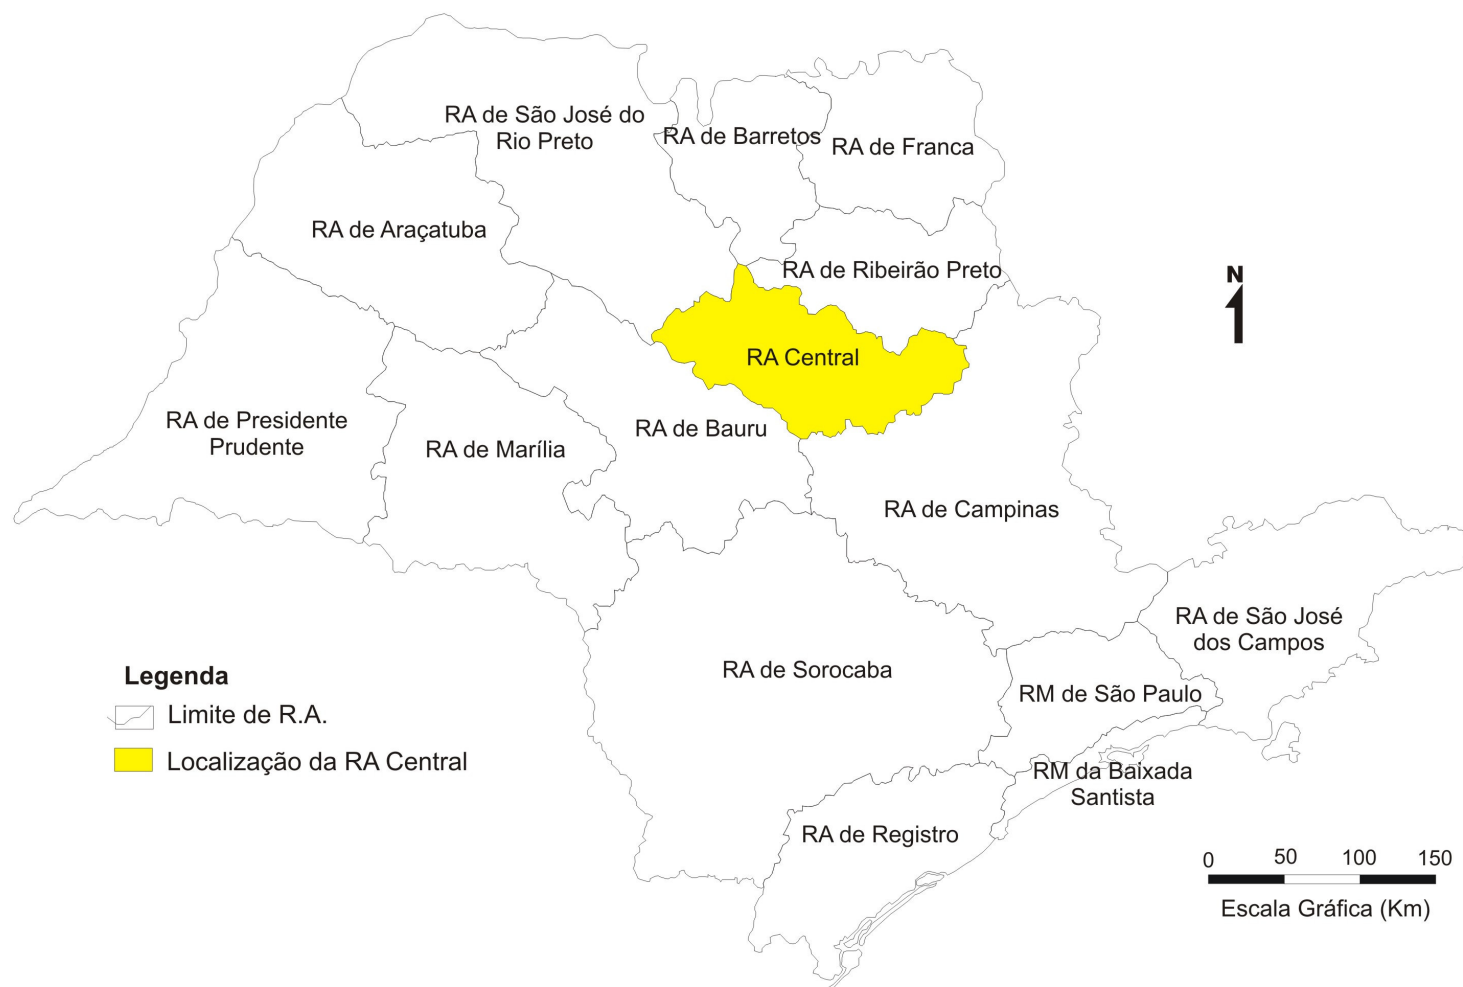 RA de São José do
Rio Preto
RA de Barretos
RA de Franca
RA de Araçatuba
RA de Ribeirão Preto
N
RA Central
RA de Presidente
Prudente
RA de Marília
RA de Bauru
RA de Campinas
RA de São José
dos Campos
RA de Sorocaba
RM de São Paulo
RM da Baixada
Santista
RA de Registro
Legenda
Limite de R.A.
Localização da RA Central
0 50 100 150
Escala Gráfica (Km)